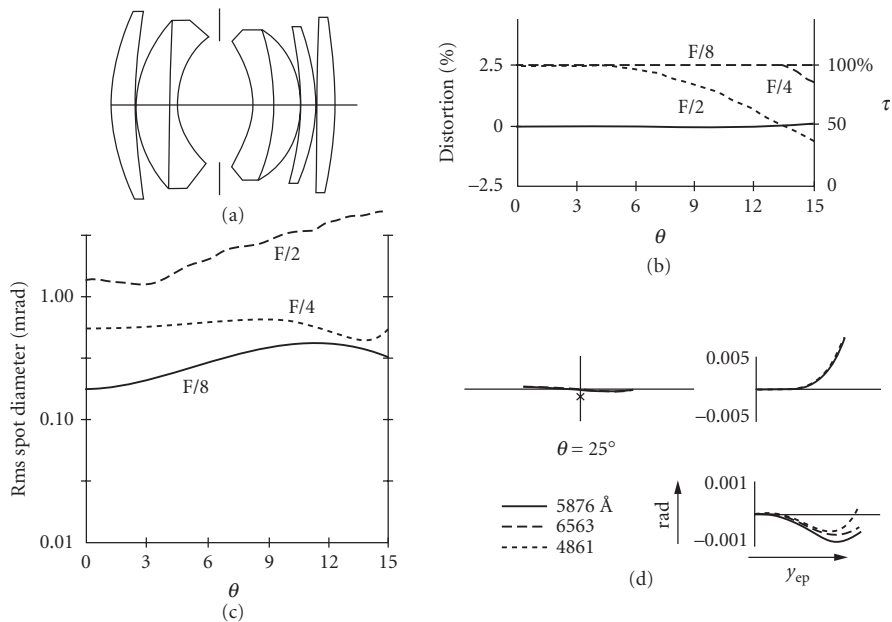 (a)
Distortion (%)
2.5
0
−2.5
F/8
F/4
F/2
100%
50
0
τ
0
3
6
9
12
15
θ
(b)
Rms spot diameter (mrad)
1.00
0.10
0.01
F/2
F/4
F/8
0
3
6
9
12
15
θ
(c)
θ = 25°
0.005
−0.005
5876 Å
6563
4861
rad
0.001
−0.001
yep
(d)